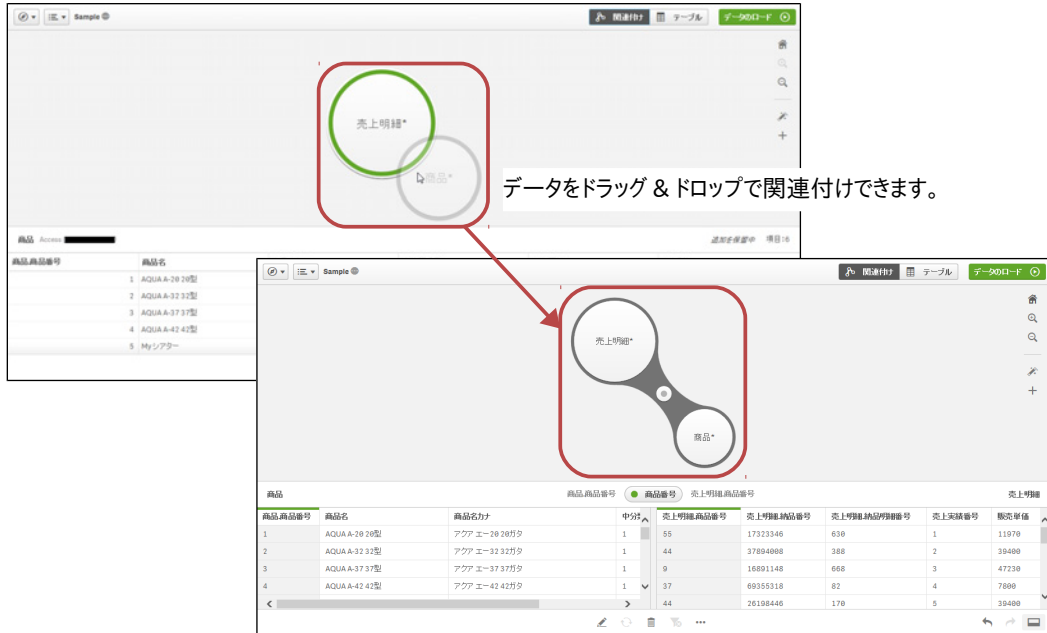 Sample
関連付け テーブル データのロード
売上明細*
商品*
データをドラッグ & ドロップで関連付けできます。
商品 Access 追加を保留中 項目:6
商品.商品番号 商品名
1 AQUA A-20 20型
2 AQUA A-32 32型
3 AQUA A-37 37型
4 AQUA A-42 42型
5 Myシアター
Sample
関連付け テーブル データのロード
売上明細*
商品*
商品 商品.商品番号 商品番号 売上明細.商品番号 売上明細
商品.商品番号 商品名 商品名カナ 中分類 売上明細.商品番号 売上明細.納品番号 売上明細.納品明細番号 売上実績番号 販売単価
1 AQUA A-20 20型 アクア エー20 20ガタ 1 55 17323346 630 1 11970
2 AQUA A-32 32型 アクア エー32 32ガタ 1 44 37894008 388 2 39400
3 AQUA A-37 37型 アクア エー37 37ガタ 1 9 16891148 668 3 47230
4 AQUA A-42 42型 アクア エー42 42ガタ 1 37 69355318 82 4 7800
44 26198446 170 5 39400